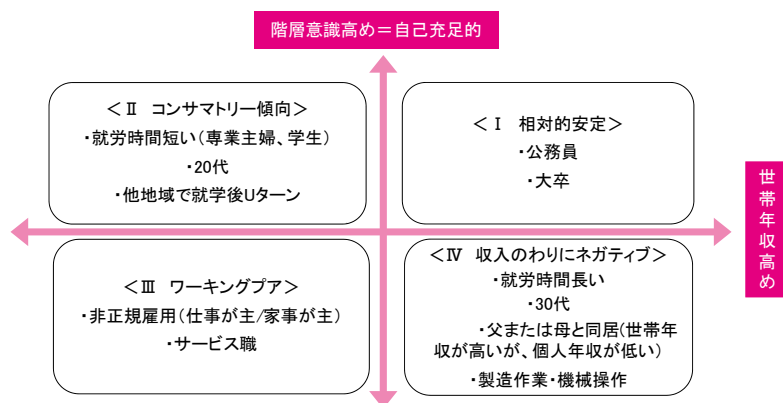 階層意識高め＝自己充足的
＜Ⅱ　コンサマトリー傾向＞
・就労時間短い（専業主婦、学生）
・20代
・他地域で就学後Uターン
＜Ⅰ　相対的安定＞
・公務員
・大卒
世帯年収高め
＜Ⅲ　ワーキングプア＞
・非正規雇用（仕事が主/家事が主）
・サービス職
＜Ⅳ　収入のわりにネガティブ＞
・就労時間長い
・30代
・父または母と同居（世帯年
収が高いが、個人年収が低い）
・製造作業・機械操作